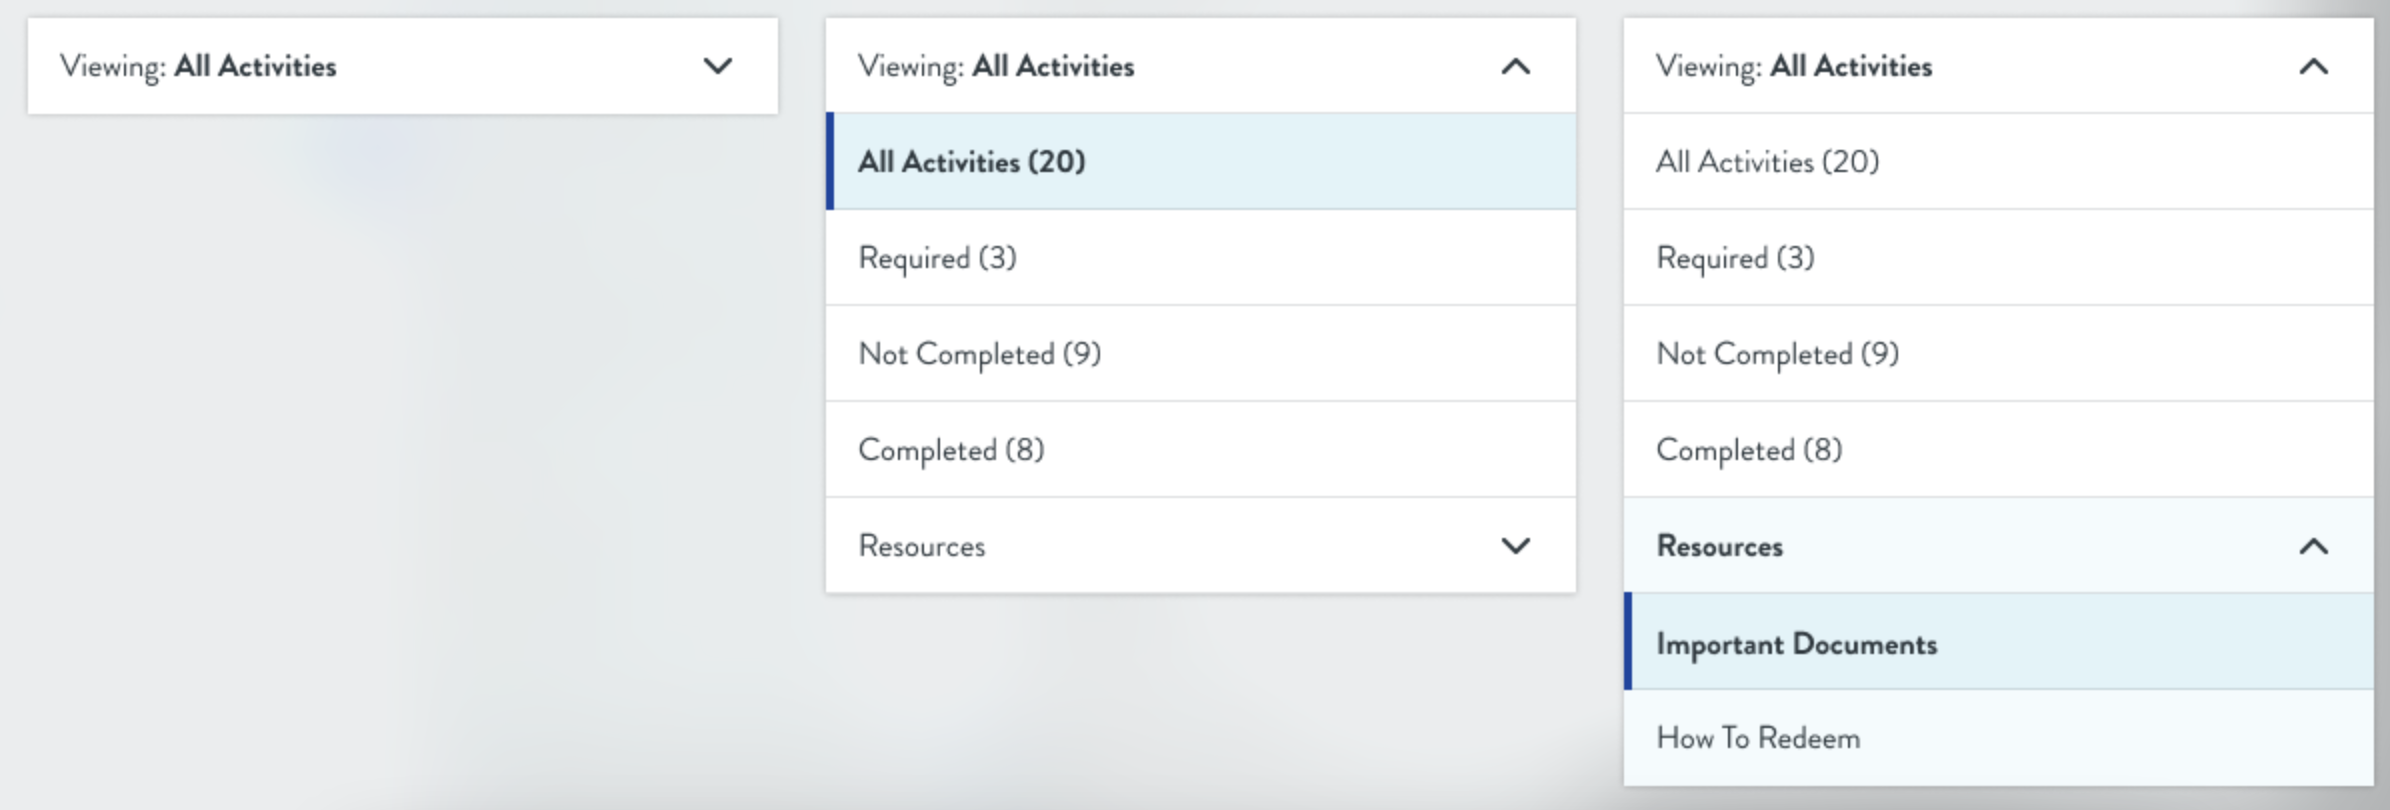 Viewing: All Activities
Viewing: All Activities
All Activities (20)
Required (3)
Not Completed (9)
Completed (8)
Resources
Viewing: All Activities
All Activities (20)
Required (3)
Not Completed (9)
Completed (8)
Resources
Important Documents
How To Redeem